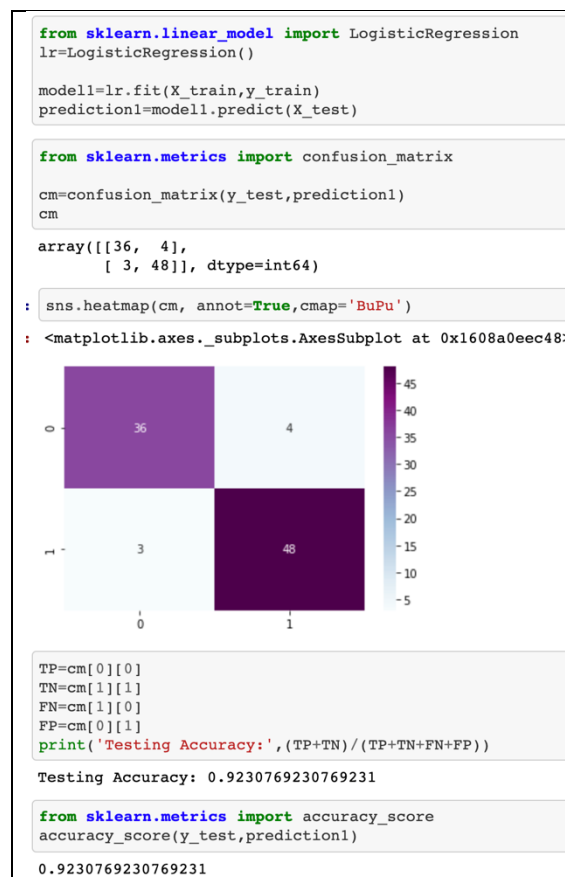 from sklearn.linear_model import LogisticRegression
lr=LogisticRegression()
model1=lr.fit(X_train,y_train)
prediction1=model1.predict(X_test)
from sklearn.metrics import confusion_matrix
cm=confusion_matrix(y_test,prediction1)
cm
array([[36,  4],
       [ 3, 48]], dtype=int64)
: sns.heatmap(cm, annot=True,cmap='BuPu')
: <matplotlib.axes._subplots.AxesSubplot at 0x1608a0eec48>
0 36 4
1 3 48
0 1
45
40
35
30
25
20
15
10
5
TP=cm[0][0]
TN=cm[1][1]
FN=cm[1][0]
FP=cm[0][1]
print('Testing Accuracy:',(TP+TN)/(TP+TN+FN+FP))
Testing Accuracy: 0.9230769230769231
from sklearn.metrics import accuracy_score
accuracy_score(y_test,prediction1)
0.9230769230769231